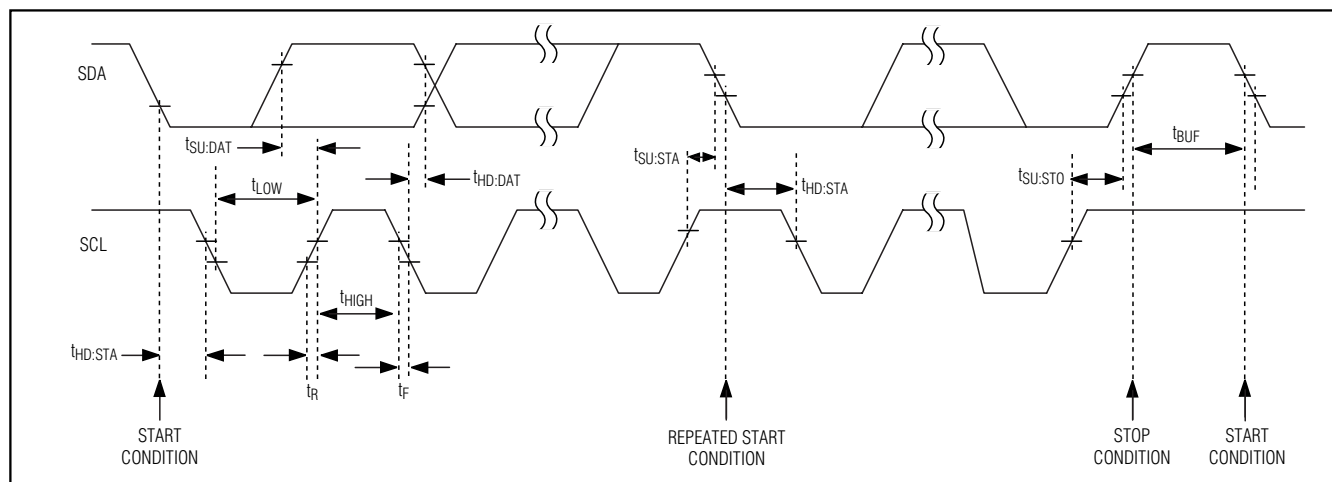 SDA
tSU:DAT
tSU:STA
tBUF
tLOW
tHD:DAT
tHD:STA
tSU:STO
SCL
tHIGH
tHD:STA
tR
tF
START
CONDITION
REPEATED START
CONDITION
STOP
CONDITION
START
CONDITION